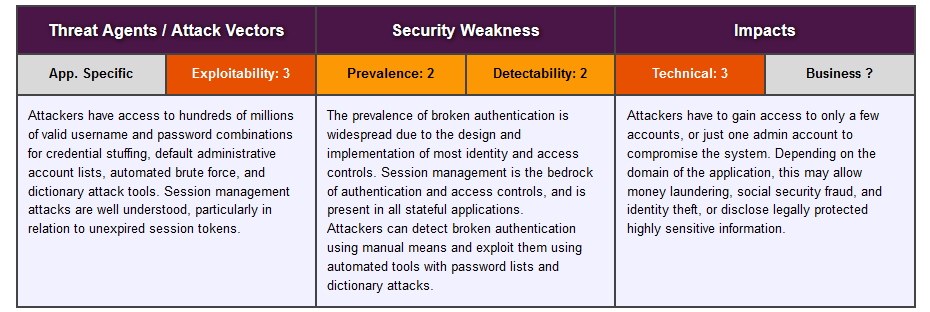 Threat Agents / Attack Vectors
Security Weakness
Impacts
App. Specific
Exploitability: 3
Prevalence: 2
Detectability: 2
Technical: 3
Business ?
Attackers have access to hundreds of millions
of valid username and password combinations
for credential stuffing, default administrative
account lists, automated brute force, and
dictionary attack tools. Session management
attacks are well understood, particularly in
relation to unexpired session tokens.
The prevalence of broken authentication is
widespread due to the design and
implementation of most identity and access
controls. Session management is the bedrock
of authentication and access controls, and is
present in all stateful applications.
Attackers can detect broken authentication
using manual means and exploit them using
automated tools with password lists and
dictionary attacks.
Attackers have to gain access to only a few
accounts, or just one admin account to
compromise the system. Depending on the
domain of the application, this may allow
money laundering, social security fraud, and
identity theft, or disclose legally protected
highly sensitive information.